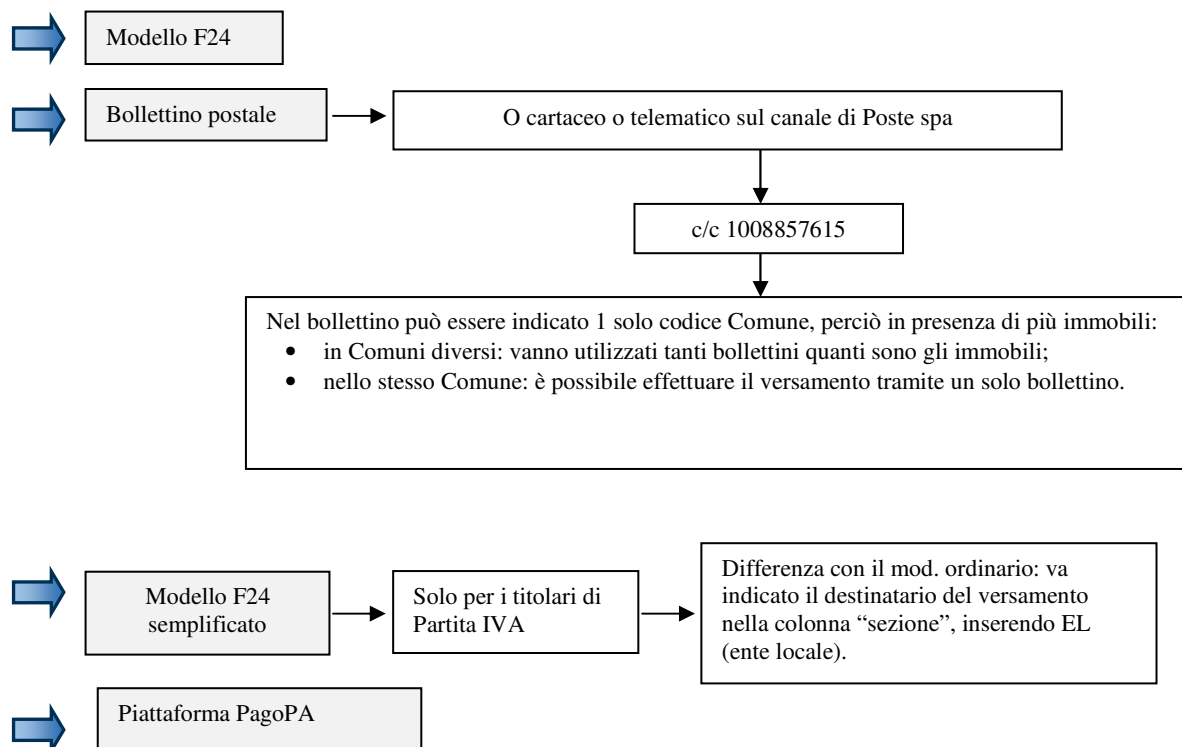 Modello F24
Bollettino postale
O cartaceo o telematico sul canale di Poste spa
c/c 1008857615
Nel bollettino può essere indicato 1 solo codice Comune, perciò in presenza di più immobili:
• in Comuni diversi: vanno utilizzati tanti bollettini quanti sono gli immobili;
• nello stesso Comune: è possibile effettuare il versamento tramite un solo bollettino.
Modello F24
semplificato
Solo per i titolari di
Partita IVA
Differenza con il mod. ordinario: va
indicato il destinatario del versamento
nella colonna “sezione”, inserendo EL
(ente locale).
Piattaforma PagoPA